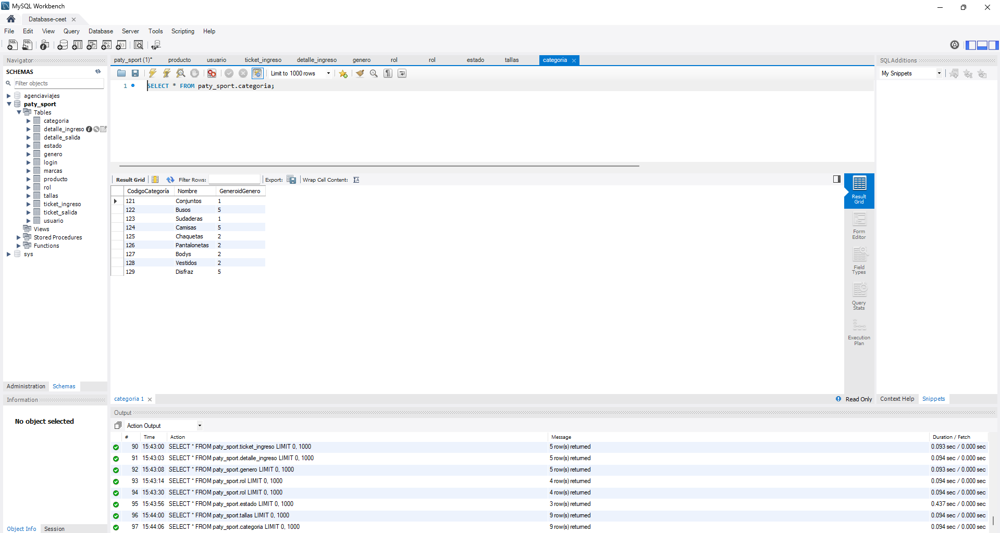 MySQL Workbench
Database-ceet
File Edit View Query Database Server Tools Scripting Help
Navigator
SCHEMAS
Filter objects
agenciaviajes
paty_sport
Tables
categoria
detalle_ingreso
detalle_salida
estado
genero
login
marcas
producto
rol
tallas
ticket_ingreso
ticket_salida
usuario
Views
Stored Procedures
Functions
sys
Administration Schemas
Information
No object selected
Object Info Session
paty_sport (1)* producto usuario ticket_ingreso detalle_ingreso genero rol rol estado tallas categoria
Limit to 1000 rows
1 SELECT * FROM paty_sport.categoria;
Result Grid Filter Rows: Export: Wrap Cell Content:
CodigoCategoría Nombre GeneroidGenero
121 Conjuntos 1
122 Busos 5
123 Sudaderas 1
124 Camisas 5
125 Chaquetas 2
126 Pantalonetas 2
127 Bodys 2
128 Vestidos 2
129 Disfraz 5
Result
Grid
Form
Editor
Field
Types
Query
Stats
Execution
Plan
categoria 1
Read Only
SQLAdditions
My Snippets
Context Help Snippets
Output
Action Output
# Time Action Message Duration / Fetch
90 15:43:00 SELECT * FROM paty_sport.ticket_ingreso LIMIT 0, 1000 5 row(s) returned 0.093 sec / 0.000 sec
91 15:43:03 SELECT * FROM paty_sport.detalle_ingreso LIMIT 0, 1000 5 row(s) returned 0.094 sec / 0.000 sec
92 15:43:08 SELECT * FROM paty_sport.genero LIMIT 0, 1000 5 row(s) returned 0.093 sec / 0.000 sec
93 15:43:14 SELECT * FROM paty_sport.rol LIMIT 0, 1000 4 row(s) returned 0.094 sec / 0.000 sec
94 15:43:30 SELECT * FROM paty_sport.rol LIMIT 0, 1000 4 row(s) returned 0.094 sec / 0.000 sec
95 15:43:56 SELECT * FROM paty_sport.estado LIMIT 0, 1000 3 row(s) returned 0.437 sec / 0.000 sec
96 15:44:00 SELECT * FROM paty_sport.tallas LIMIT 0, 1000 9 row(s) returned 0.094 sec / 0.000 sec
97 15:44:06 SELECT * FROM paty_sport.categoria LIMIT 0, 1000 9 row(s) returned 0.094 sec / 0.000 sec